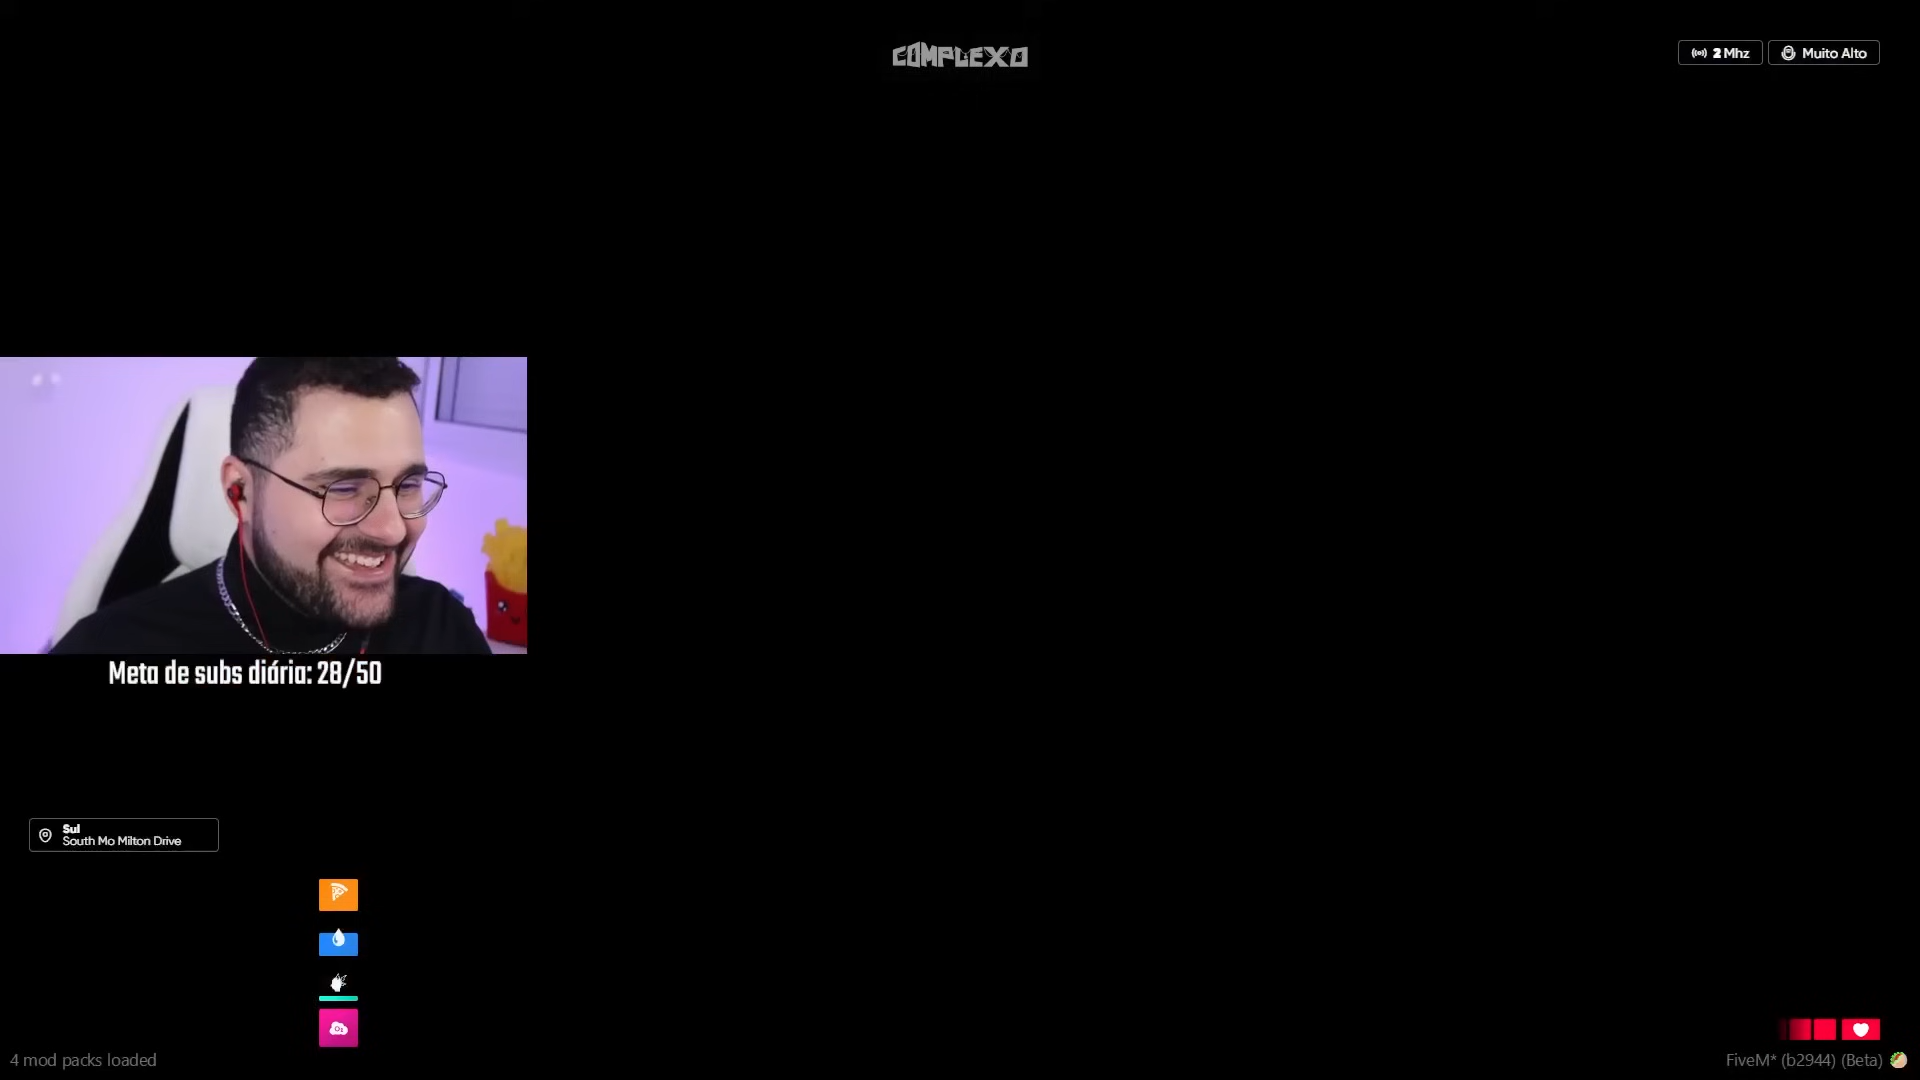 COMPLEXO
2 Mhz
Muito Alto
Meta de subs diária: 28/50
Sul
South Mo Milton Drive
O₂
4 mod packs loaded
FiveM* (b2944) (Beta)